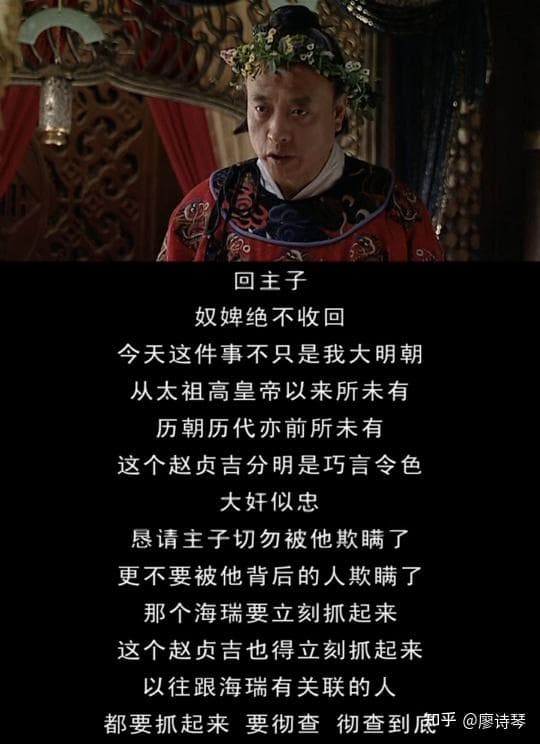 回主子
奴婢绝不收回
今天这件事不只是我大明朝
从太祖高皇帝以来所未有
历朝历代亦前所未有
这个赵贞吉分明是巧言令色
大奸似忠
恳请主子切勿被他欺瞒了
更不要被他背后的人欺瞒了
那个海瑞要立刻抓起来
这个赵贞吉也得立刻抓起来
以往跟海瑞有关联的人
都要抓起来 要彻查 彻查到底
知乎 @廖诗琴